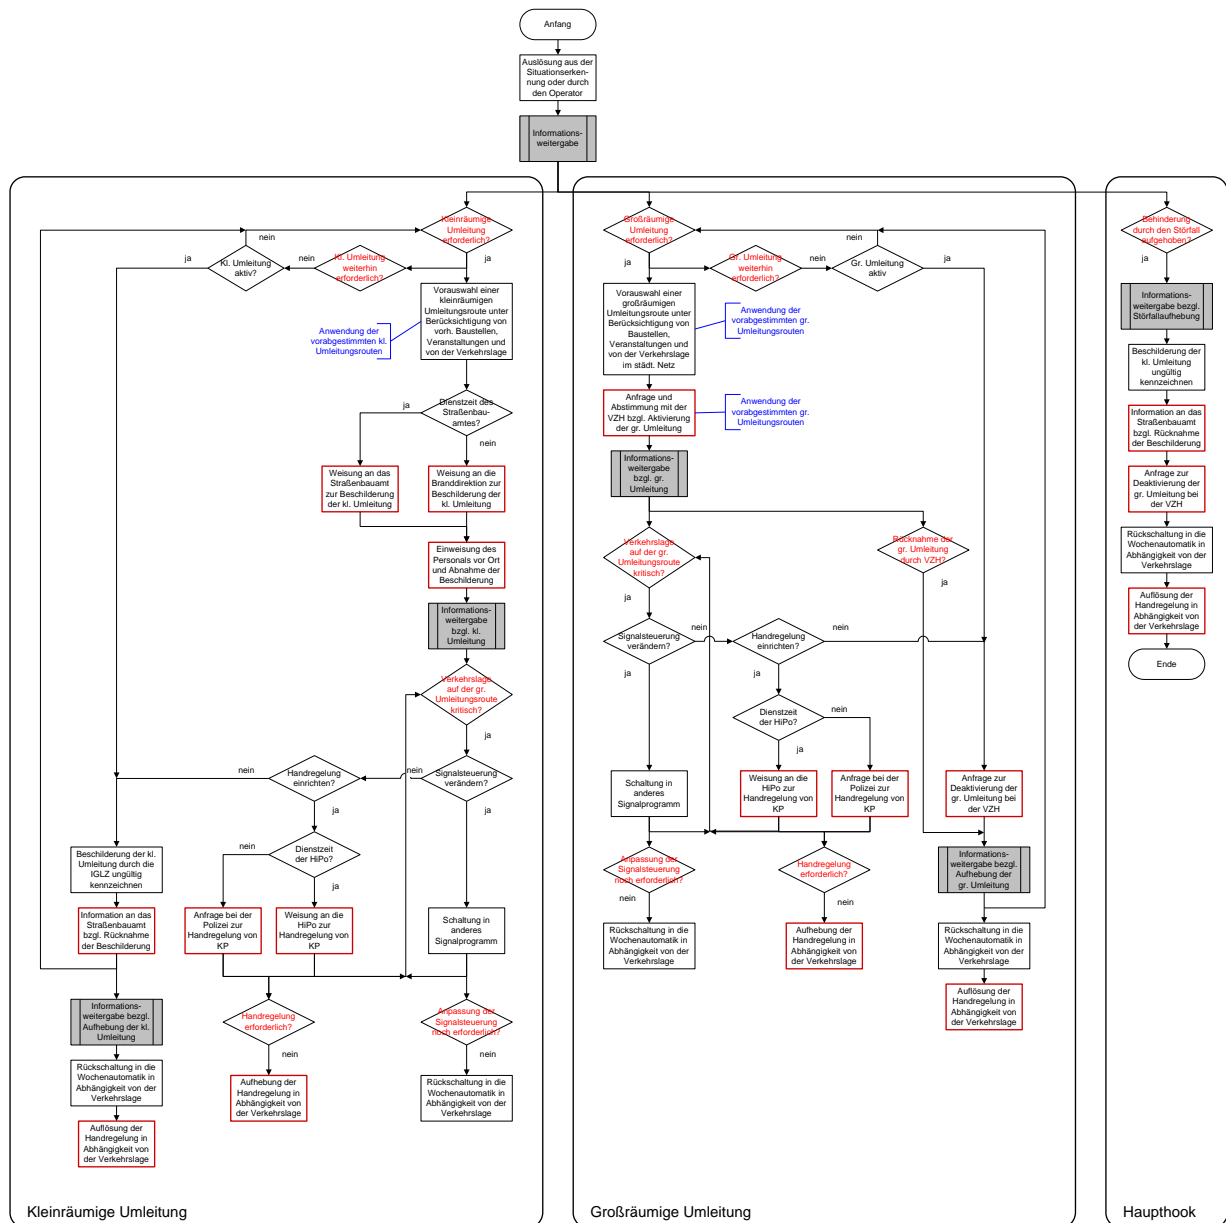 Anfang
Auslösung aus der
Situationserken-
nung oder durch
den Operator
Informations-
weitergabe
Kleinräumige
Umleitung
erforderlich?
nein
ja
ja
nein
Kl. Umleitung
aktiv?
Kl. Umleitung
weiterhin
erforderlich?
Vorauswahl einer
kleinräumigen
Umleitungsroute unter
Berücksichtigung von
vorh. Baustellen,
Veranstaltungen und
von der Verkehrslage
Anwendung der
vorababgestimmten kl.
Umleitungsrouten
Dienstzeit des
Straßenbau-
amtes?
ja
nein
Weisung an das
Straßenbauamt
zur Beschilderung
der kl. Umleitung
Weisung an die
Branddirektion zur
Beschilderung der
kl. Umleitung
Einweisung des
Personals vor Ort
und Abnahme der
Beschilderung
Informations-
weitergabe
bzgl. kl.
Umleitung
Verkehrslage
auf der gr.
Umleitungsroute
kritisch?
ja
nein
nein
Handregelung
einrichten?
Signalsteuerung
verändern?
ja
ja
nein
Dienstzeit
der HiPo?
ja
Beschilderung der kl.
Umleitung durch die
IGLZ ungültig
kennzeichnen
Information an das
Straßenbauamt
bzgl. Rücknahme
der Beschilderung
Anfrage bei der
Polizei zur
Handregelung von
KP
Weisung an die
HiPo zur
Handregelung von
KP
Schaltung in
anderes
Signalprogramm
Informations-
weitergabe bezgl.
Aufhebung der kl.
Umleitung
Handregelung
erforderlich?
Anpassung der
Signalsteuerung
noch erforderlich?
nein
nein
Rückschaltung in die
Wochenautomatik in
Abhängigkeit von der
Verkehrslage
Aufhebung der
Handregelung in
Abhängigkeit von
der Verkehrslage
Rückschaltung in die
Wochenautomatik in
Abhängigkeit von der
Verkehrslage
Auflösung der
Handregelung in
Abhängigkeit von
der Verkehrslage
Kleinräumige Umleitung
Großräumige
Umleitung
erforderlich?
nein
ja
nein
ja
Gr. Umleitung
weiterhin
erforderlich?
Gr. Umleitung
aktiv
Vorauswahl einer
großräumigen
Umleitungsroute unter
Berücksichtigung von
Baustellen,
Veranstaltungen und
von der Verkehrslage
im städt. Netz
Anwendung der
vorabgestimmten gr.
Umleitungsrouten
Anfrage und
Abstimmung mit der
VZH bzgl. Aktivierung
der gr. Umleitung
Anwendung der
vorabgestimmten gr.
Umleitungsrouten
Informations-
weitergabe
bzgl. gr.
Umleitung
Verkehrslage
auf der gr.
Umleitungsroute
kritisch?
Rücknahme der
gr. Umleitung
durch VZH?
ja
ja
nein
nein
Signalsteuerung
verändern?
Handregelung
einrichten?
ja
ja
nein
Dienstzeit
der HiPo?
ja
Schaltung in
anderes
Signalprogramm
Weisung an die
HiPo zur
Handregelung von
KP
Anfrage bei der
Polizei zur
Handregelung von
KP
Anfrage zur
Deaktivierung der
gr. Umleitung bei
der VZH
Anpassung der
Signalsteuerung
noch erforderlich?
Handregelung
erforderlich?
Informations-
weitergabe bezgl.
Aufhebung der
gr. Umleitung
nein
nein
Rückschaltung in die
Wochenautomatik in
Abhängigkeit von der
Verkehrslage
Aufhebung der
Handregelung in
Abhängigkeit von
der Verkehrslage
Rückschaltung in die
Wochenautomatik in
Abhängigkeit von der
Verkehrslage
Auflösung der
Handregelung in
Abhängigkeit von
der Verkehrslage
Großräumige Umleitung
Behinderung
durch den Störfall
aufgehoben?
ja
Informations-
weitergabe bezgl.
Störfallaufhebung
Beschilderung der
kl. Umleitung
ungültig
kennzeichnen
Information an das
Straßenbauamt
bzgl. Rücknahme
der Beschilderung
Anfrage zur
Deaktivierung der
gr. Umleitung bei
der VZH
Rückschaltung in die
Wochenautomatik in
Abhängigkeit von der
Verkehrslage
Auflösung der
Handregelung in
Abhängigkeit von
der Verkehrslage
Ende
Haupthook